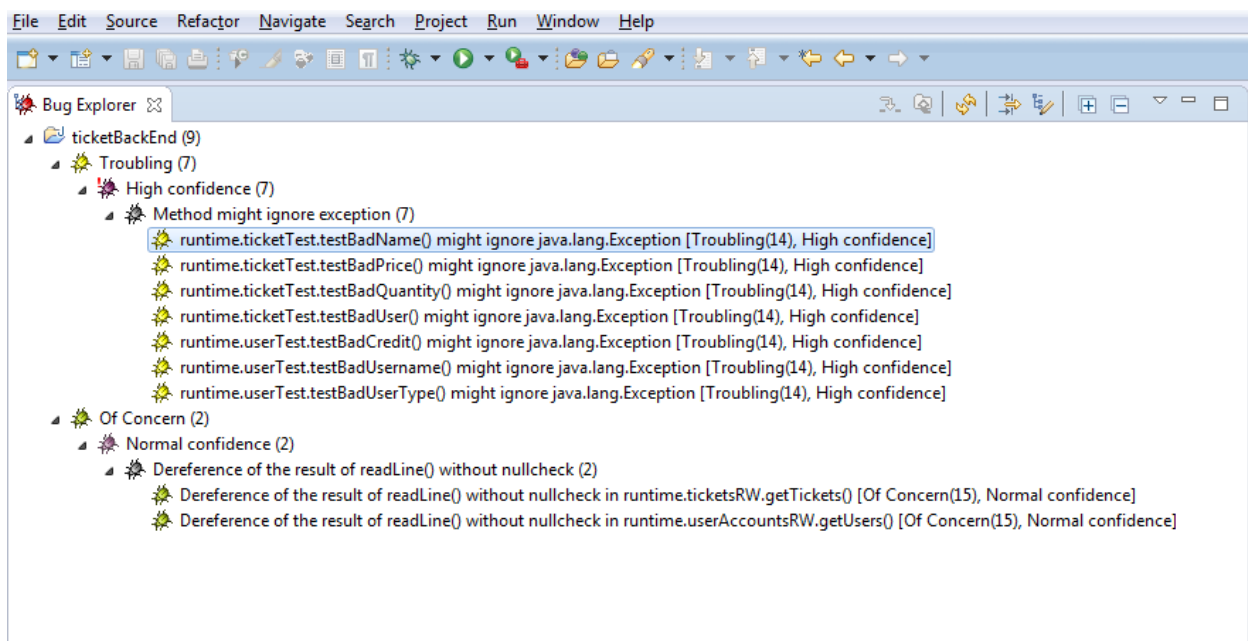 File Edit Source Refactor Navigate Search Project Run Window Help
Bug Explorer
ticketBackEnd (9)
Troubling (7)
High confidence (7)
Method might ignore exception (7)
runtime.ticketTest.testBadName() might ignore java.lang.Exception [Troubling(14), High confidence]
runtime.ticketTest.testBadPrice() might ignore java.lang.Exception [Troubling(14), High confidence]
runtime.ticketTest.testBadQuantity() might ignore java.lang.Exception [Troubling(14), High confidence]
runtime.ticketTest.testBadUser() might ignore java.lang.Exception [Troubling(14), High confidence]
runtime.userTest.testBadCredit() might ignore java.lang.Exception [Troubling(14), High confidence]
runtime.userTest.testBadUsername() might ignore java.lang.Exception [Troubling(14), High confidence]
runtime.userTest.testBadUserType() might ignore java.lang.Exception [Troubling(14), High confidence]
Of Concern (2)
Normal confidence (2)
Dereference of the result of readLine() without nullcheck (2)
Dereference of the result of readLine() without nullcheck in runtime.ticketsRW.getTickets() [Of Concern(15), Normal confidence]
Dereference of the result of readLine() without nullcheck in runtime.userAccountsRW.getUsers() [Of Concern(15), Normal confidence]